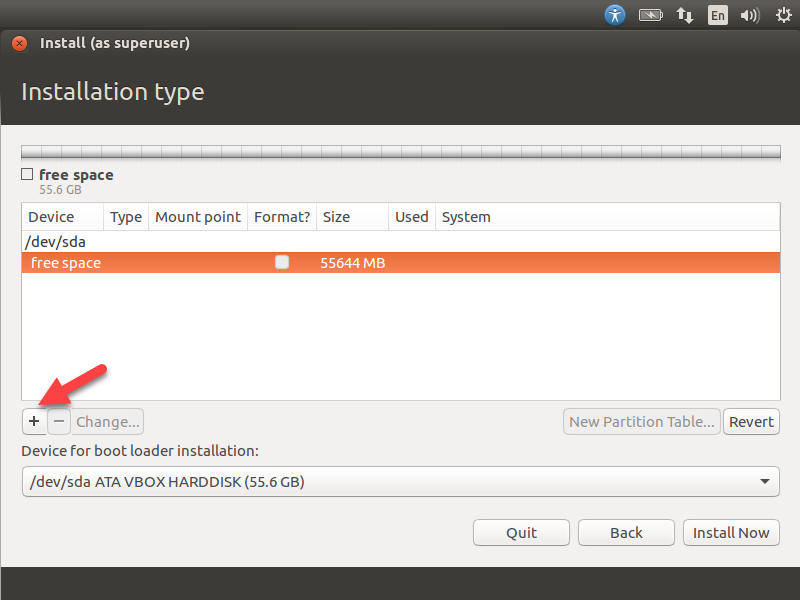 En
Install (as superuser)
Installation type
free space
55.6 GB
Device Type Mount point Format? Size Used System
/dev/sda
free space 55644 MB
+ − Change... New Partition Table... Revert
Device for boot loader installation:
/dev/sda ATA VBOX HARDDISK (55.6 GB)
Quit Back Install Now